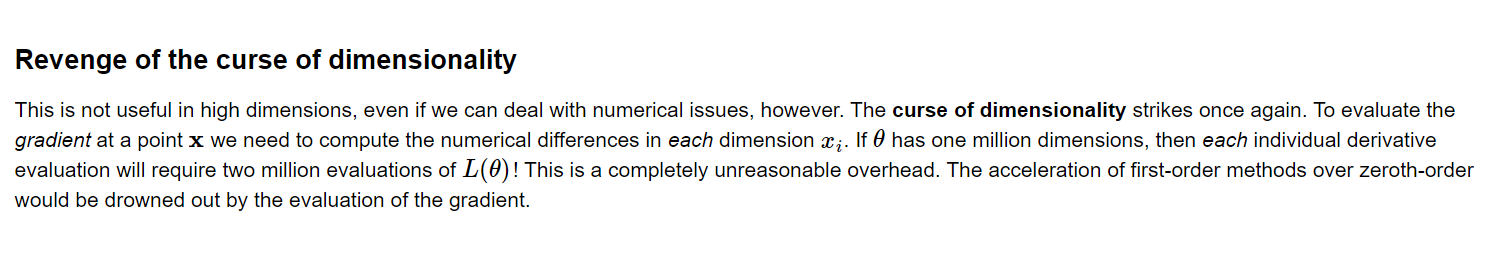 Revenge of the curse of dimensionality
This is not useful in high dimensions, even if we can deal with numerical issues, however. The curse of dimensionality strikes once again. To evaluate the
gradient at a point x we need to compute the numerical differences in each dimension xᵢ. If θ has one million dimensions, then each individual derivative
evaluation will require two million evaluations of L(θ)! This is a completely unreasonable overhead. The acceleration of first-order methods over zeroth-order
would be drowned out by the evaluation of the gradient.